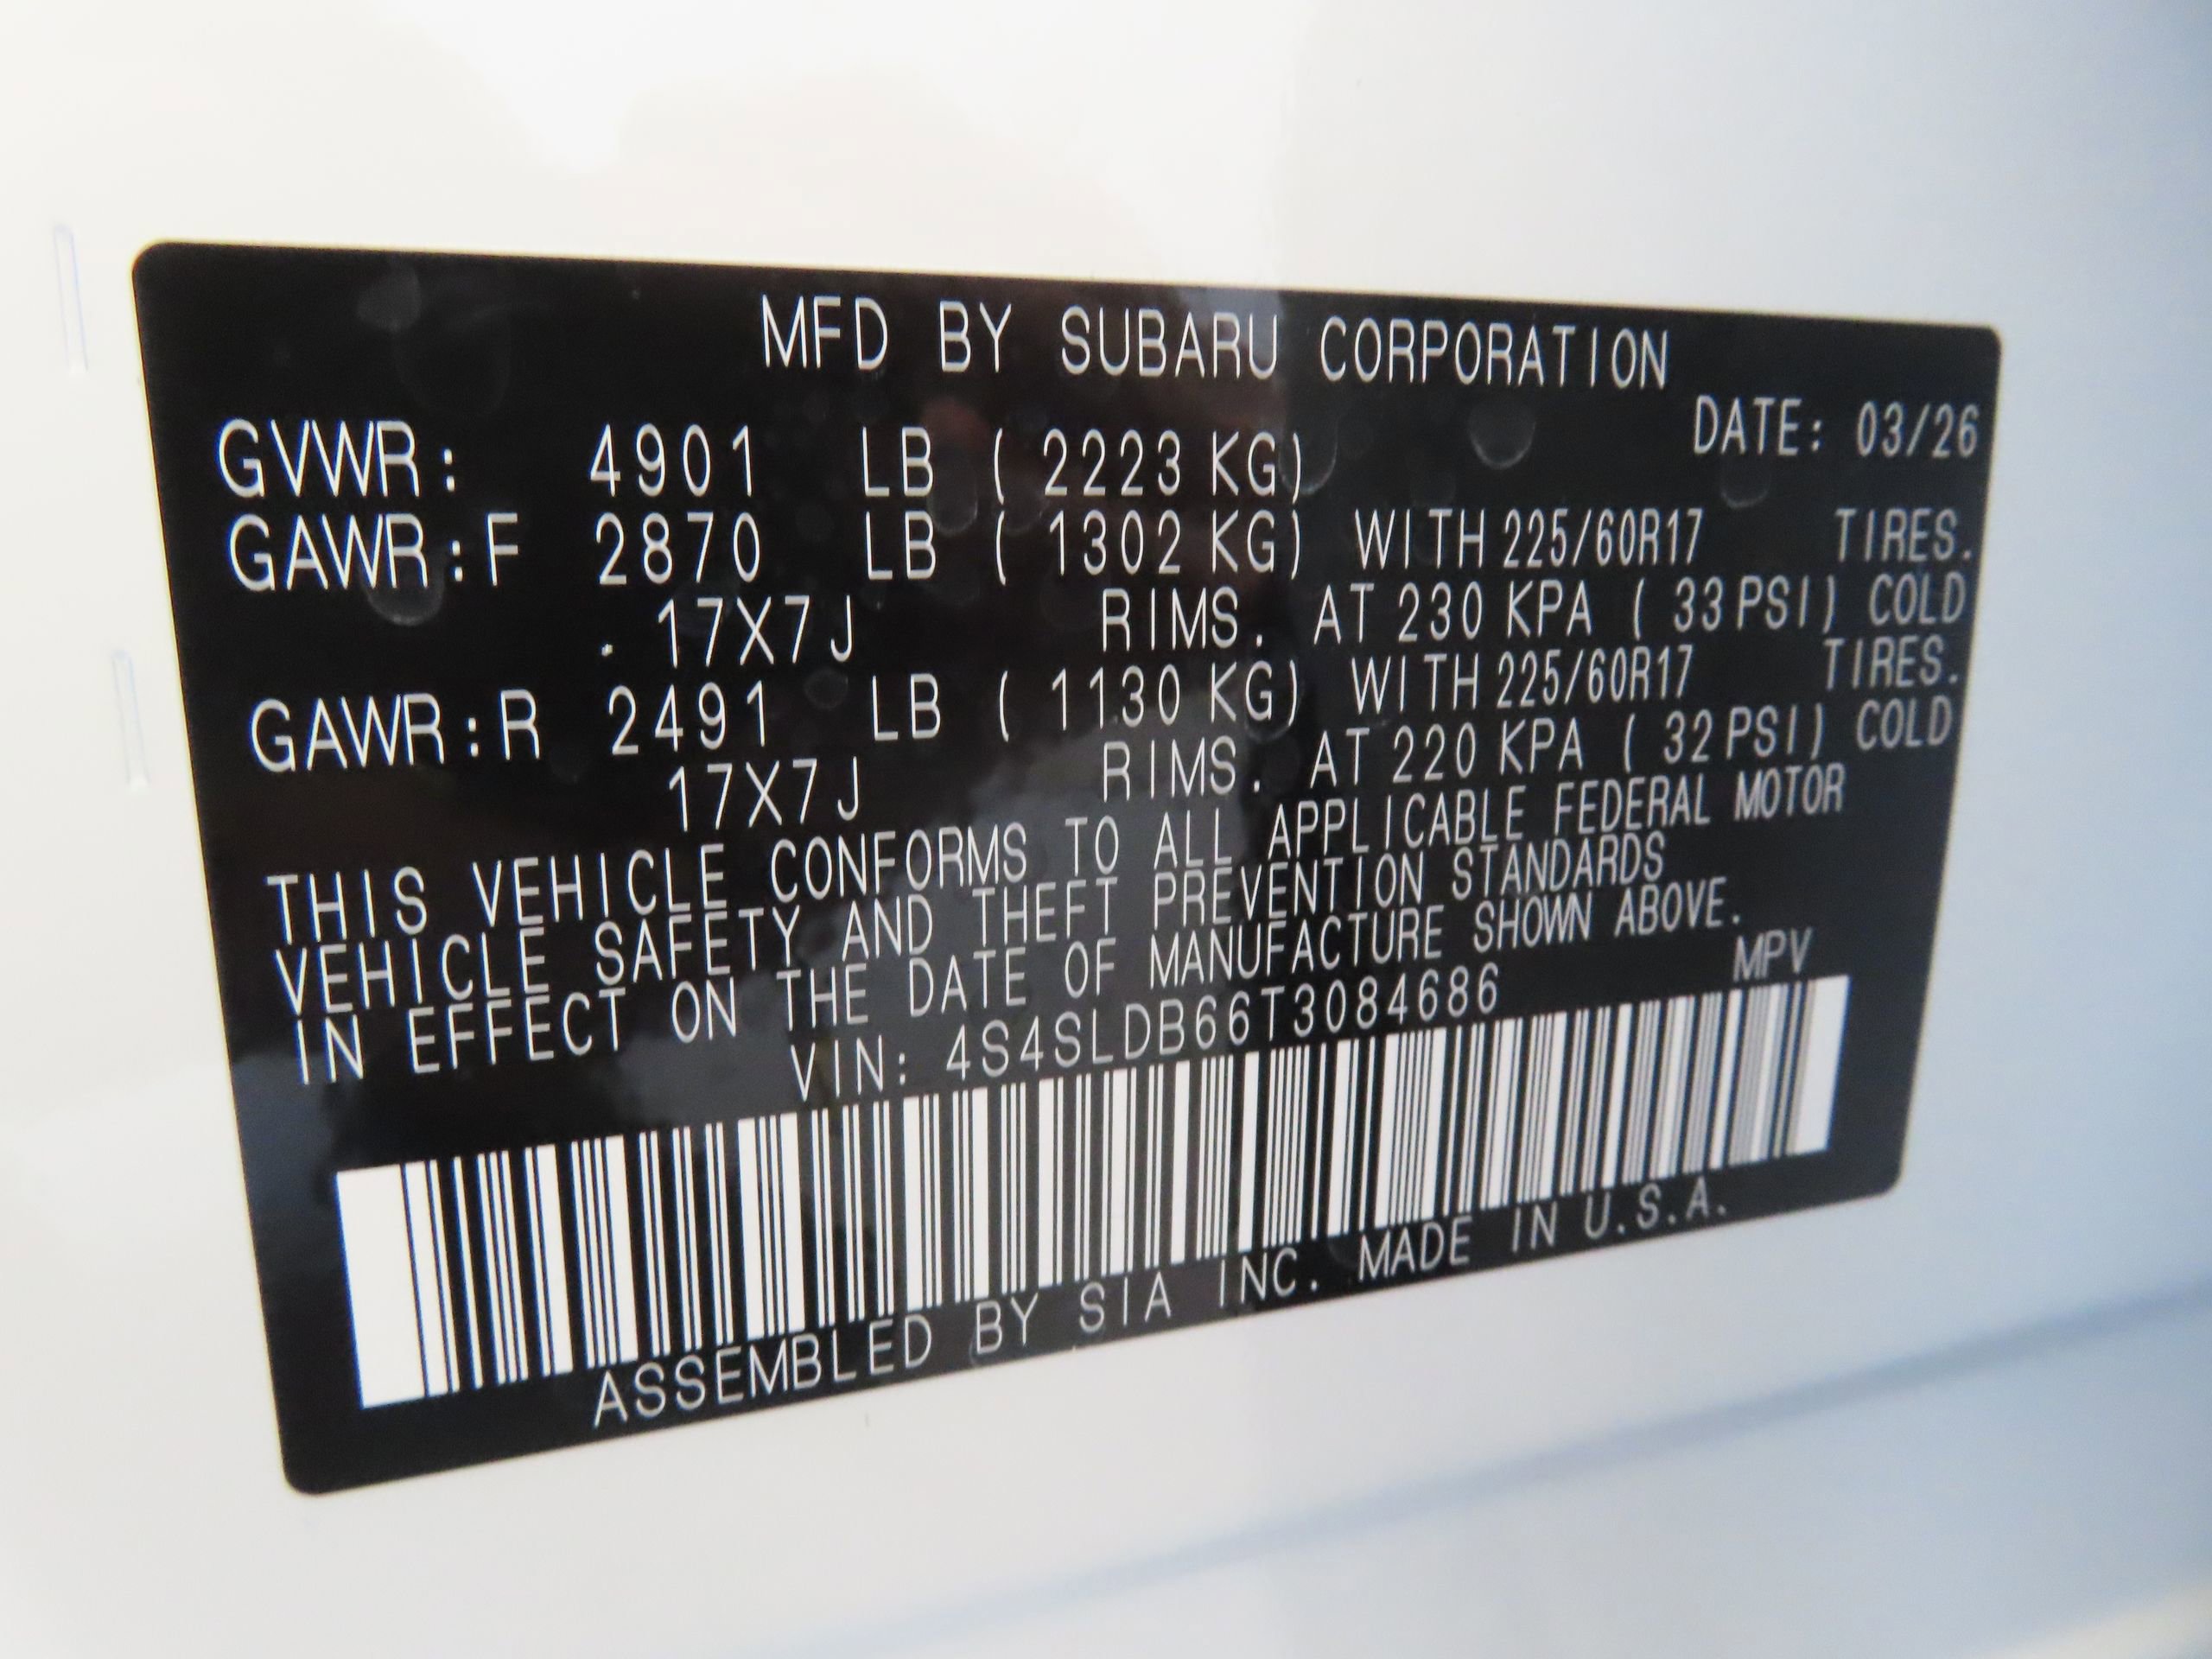 MFD BY SUBARU CORPORATION
DATE: 03/26
GVWR: 4901 LB ( 2223 KG)
GAWR:F 2870 LB ( 1302 KG) WITH 225/60R17 TIRES.
17X7J RIMS. AT 230 KPA ( 33 PSI) COLD
GAWR:R 2491 LB ( 1130 KG) WITH 225/60R17 TIRES.
17X7J RIMS. AT 220 KPA ( 32 PSI) COLD
THIS VEHICLE CONFORMS TO ALL APPLICABLE FEDERAL MOTOR
VEHICLE SAFETY AND THEFT PREVENTION STANDARDS
IN EFFECT ON THE DATE OF MANUFACTURE SHOWN ABOVE.
VIN: 4S4SLDB66T3084686 MPV
ASSEMBLED BY SIA INC. MADE IN U.S.A.